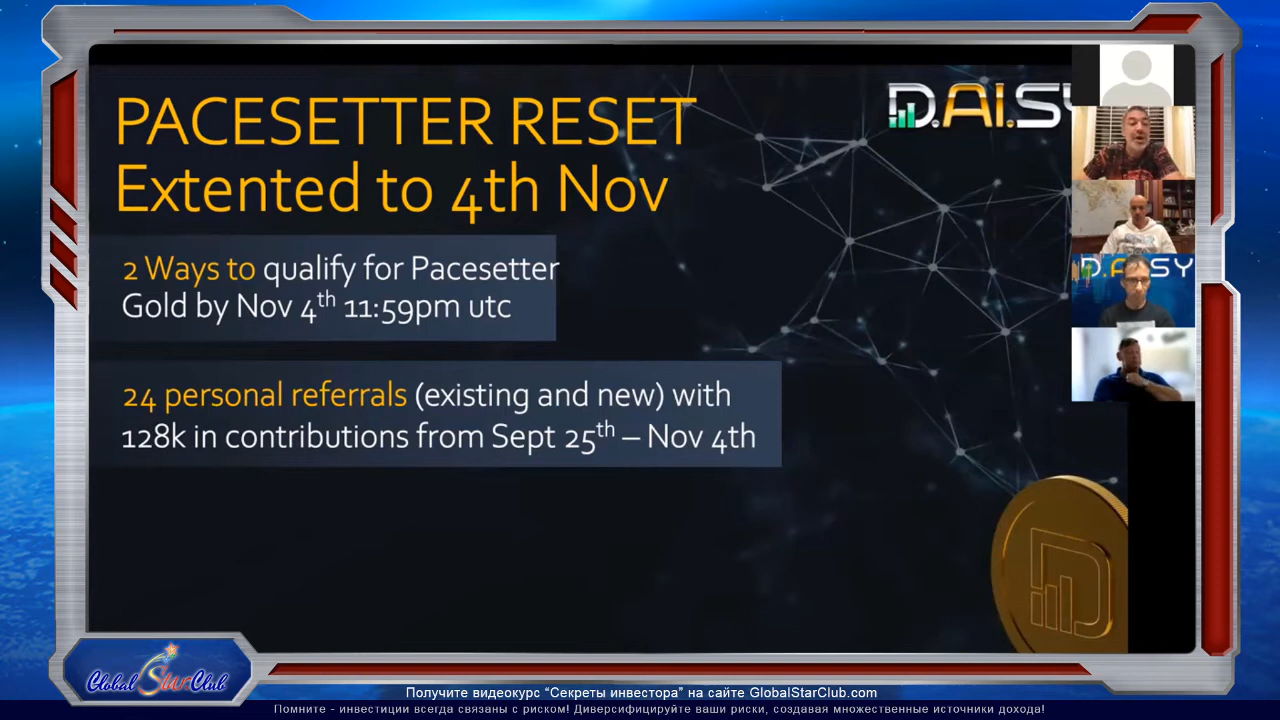 PACESETTER RESET
Extented to 4th Nov
D.AI.SY
2 Ways to qualify for Pacesetter
Gold by Nov 4th 11:59pm utc
24 personal referrals (existing and new) with
128k in contributions from Sept 25th – Nov 4th
D.AISY
Global Star Club
Получите видеокурс “Секреты инвестора” на сайте GlobalStarClub.com
Помните - инвестиции всегда связаны с риском! Диверсифицируйте ваши риски, создавая множественные источники дохода!